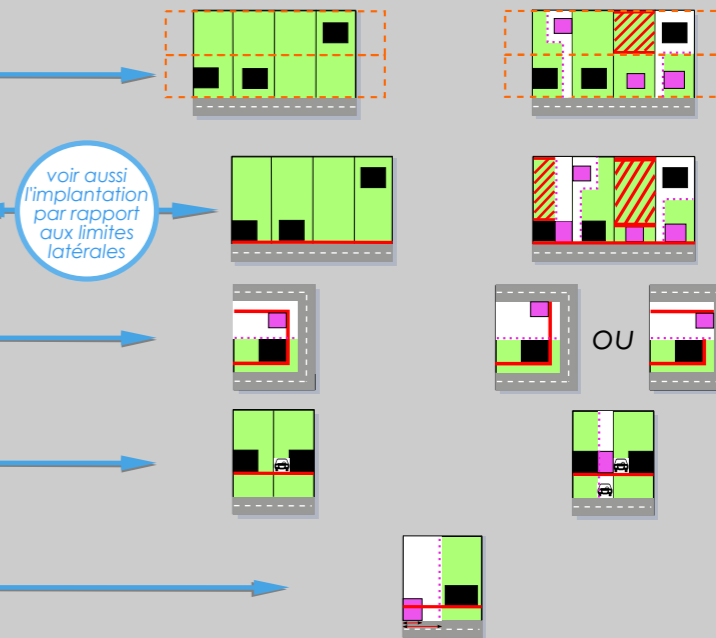 voir aussi
l'implantation
par rapport
aux limites
latérales
OU